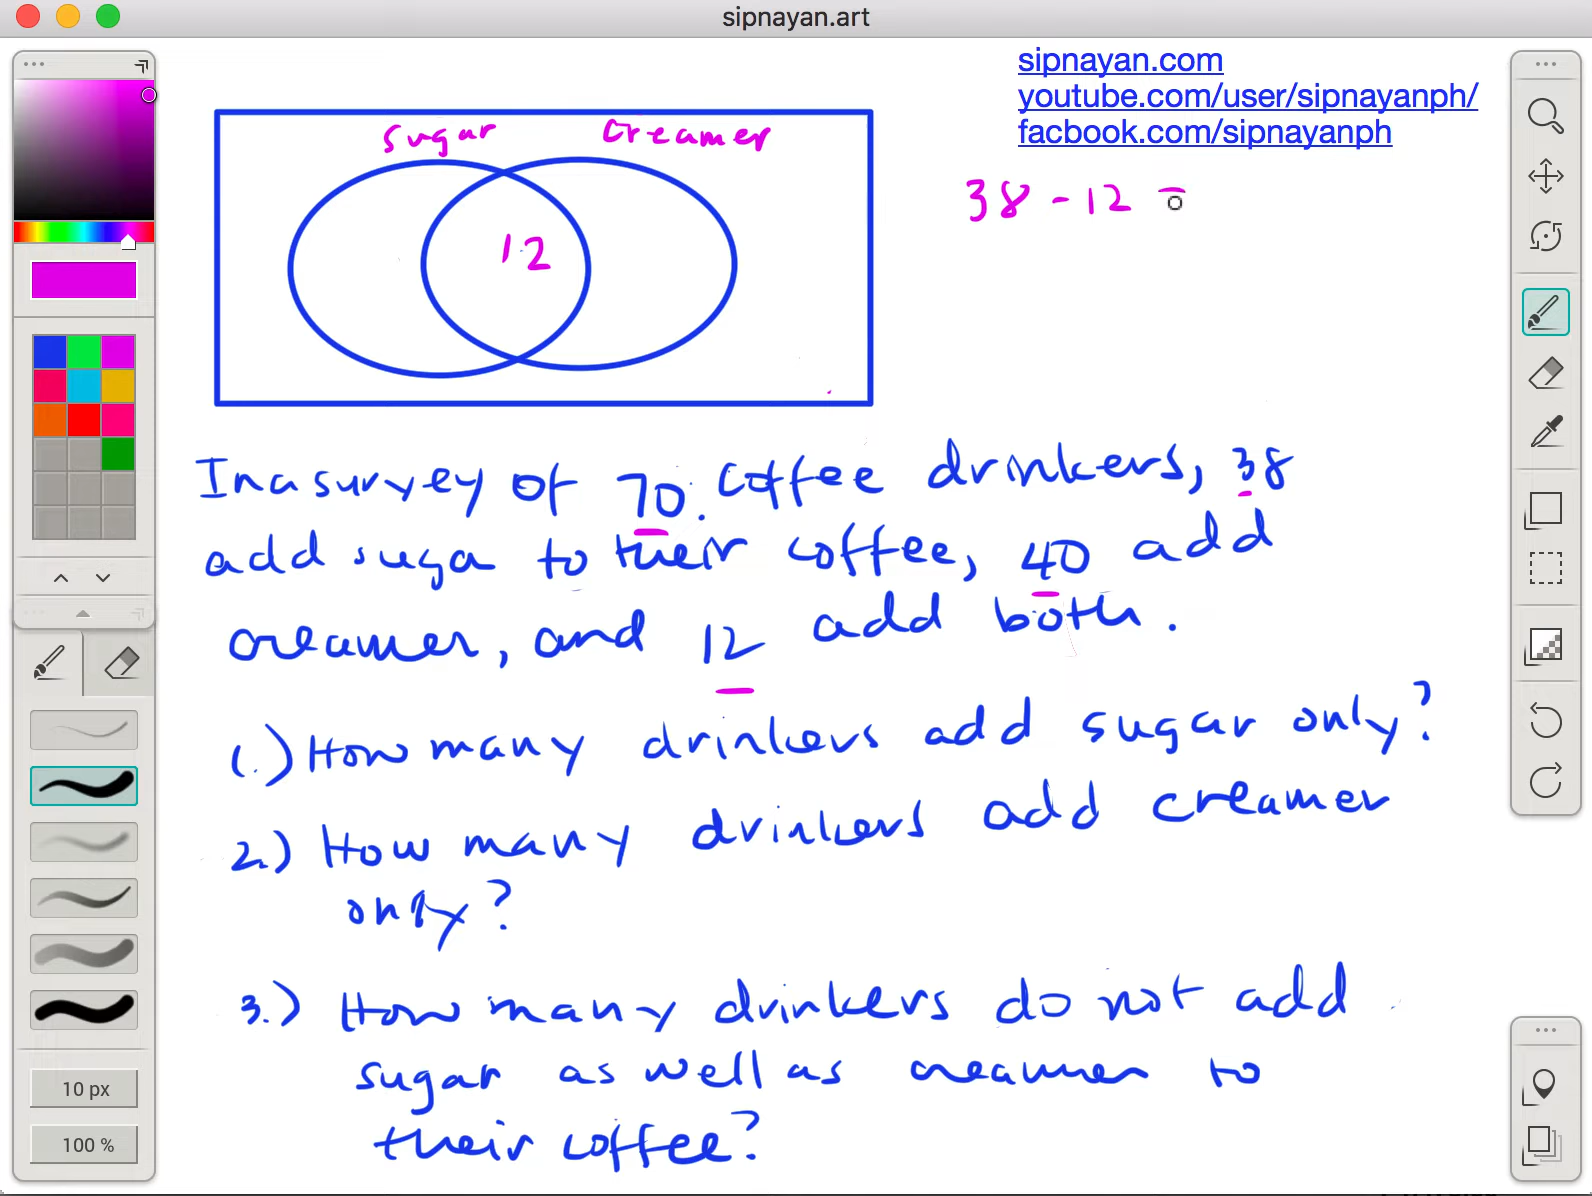 sipnayan.art
sipnayan.com
youtube.com/user/sipnayanph/
facbook.com/sipnayanph
sugar creamer
12
38 - 12 =
In a survey of 70 coffee drinkers, 38
add suga to their coffee, 40 add
creamer, and 12 add both.
1.) How many drinkers add sugar only?
2.) How many drinkers add creamer
only?
3.) How many drinkers do not add
sugar as well as creamer to
their coffee?
10 px
100 %